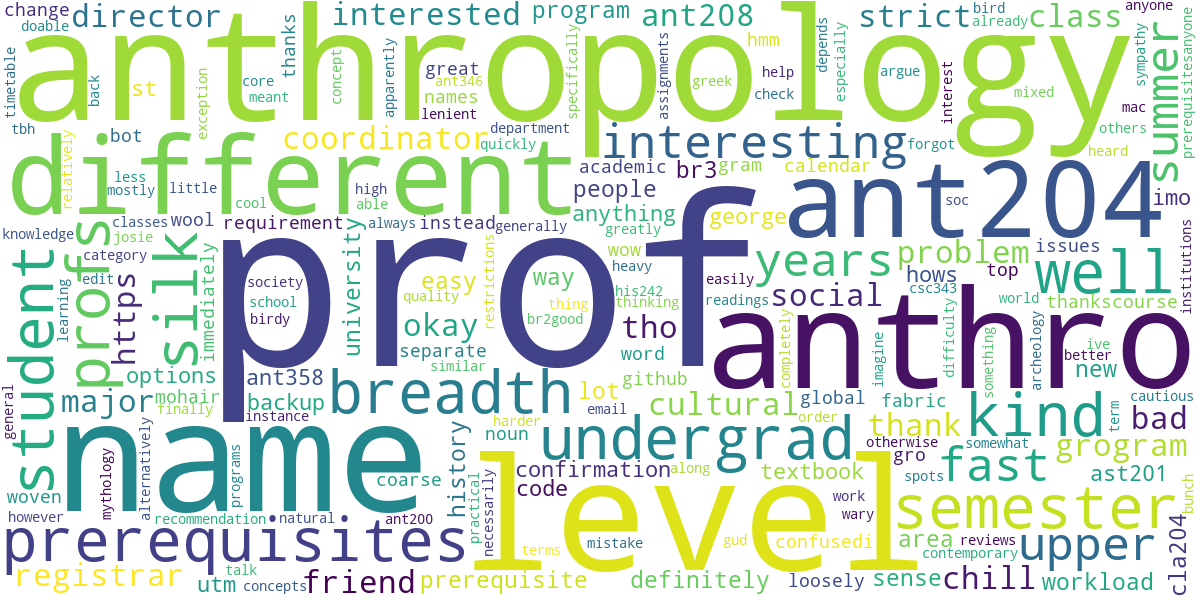 change
director
interested
program
ant208
strict
bird
class
anyone
doable
anthropology
already
timetable
back
st
core
meant
exception
great
names
lenient
concept
apparently
thanks
ant346
greek
specifically
assignments
hmm
help
check
depends
especially
argue
interest
mixed
mac
sympathy
summer
prerequisitesanyone
others
heard
tbh
bot
coordinator
department
quickly
interesting
forgot
relatively
different
less
mostly
little
cool
high
able
academic
people
br3
gram
calendar
ant204
soc
imo
knowledge
classes
wool
josie
category
edit
requirement
always
instead
generally
anything
greatly
george
wow
issues
institutions
learning
profs
silk
https
immediately
university
society
school
birdy
prof
easy
quality
restrictions
way
heavy
his242
thing
thinking
br2good
easily
readings
years
social
problem
hows
csc343
top
world
well
thankscourse
student
options
mohair
finally
okay
separate
similar
tho
word
completely
anthro
imagine
difficulty
something
archeology
ive
better
new
general
major
ant358
backup
instance
breadth
lot
email
github
cultural
global
order
fabric
cautious
term
name
history
harder
noun
undergrad
thank
otherwise
somewhat
kind
bad
gro
grogram
woven
mythology
alternatively
programs
coarse
confirmation
code
along
textbook
spots
fast
ast201
however
recommendation
natural
ant200
practical
necessarily
level
work
wary
reviews
semester
area
contemporary
bunch
prerequisites
terms
mistake
gud
confusedi
upper
cla204
registrar
utm
talk
concepts
friend
prerequisite
definitely
loosely
sense
chill
workload